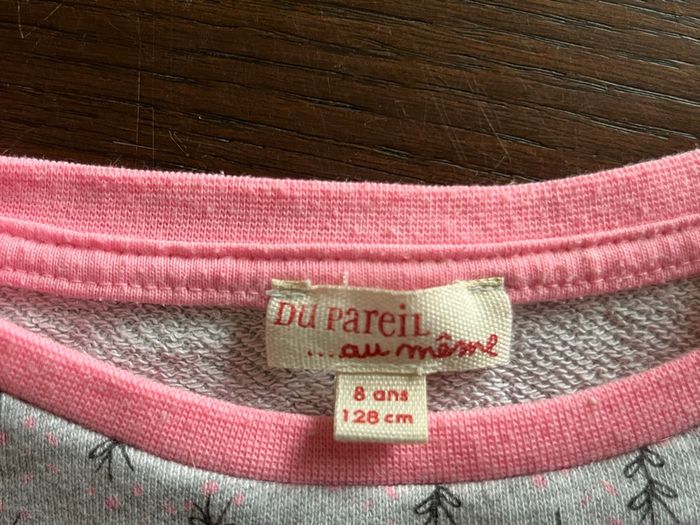 DU PareiL
...au même
8 ans
128 cm